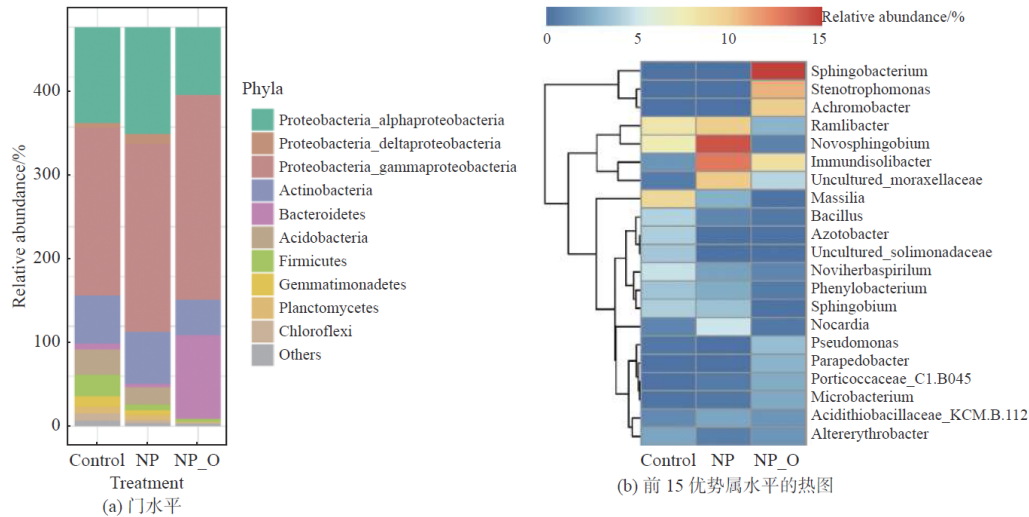 Relative abundance/%
400
300
200
100
0
Control NP NP_O
Treatment
(a) 门水平
Phyla
Proteobacteria_alphaproteobacteria
Proteobacteria_deltaproteobacteria
Proteobacteria_gammaproteobacteria
Actinobacteria
Bacteroidetes
Acidobacteria
Firmicutes
Gemmatimonadetes
Planctomycetes
Chloroflexi
Others
Relative abundance/%
0 5 10 15
Sphingobacterium
Stenotrophomonas
Achromobacter
Ramlibacter
Novosphingobium
Immundisolibacter
Uncultured_moraxellaceae
Massilia
Bacillus
Azotobacter
Uncultured_solimonadaceae
Noviherbaspirilum
Phenylobacterium
Sphingobium
Nocardia
Pseudomonas
Parapedobacter
Porticoccaceae_C1.B045
Microbacterium
Acidithiobacillaceae_KCM.B.112
Altererythrobacter
Control NP NP_O
(b) 前 15 优势属水平的热图